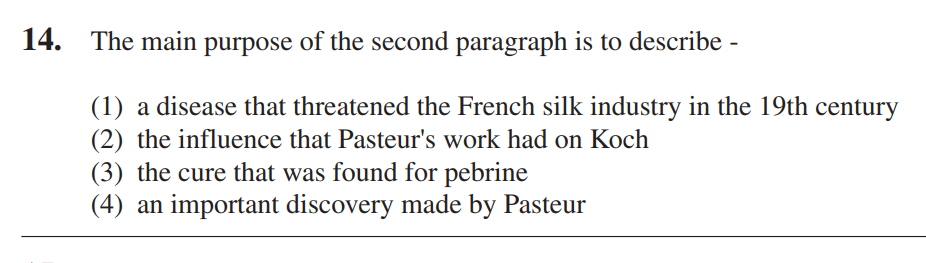 14. The main purpose of the second paragraph is to describe -
(1) a disease that threatened the French silk industry in the 19th century
(2) the influence that Pasteur's work had on Koch
(3) the cure that was found for pebrine
(4) an important discovery made by Pasteur